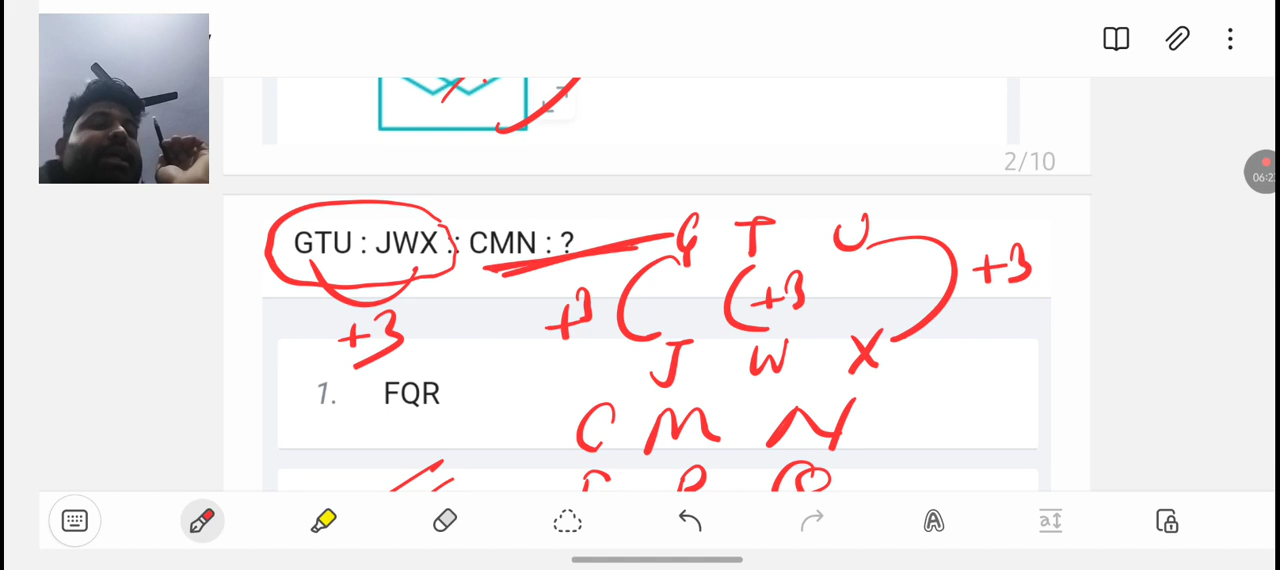 2/10
GTU : JWX :: CMN : ?
G T U
+3 +3 +3
+3
J W X
1. FQR
C M N